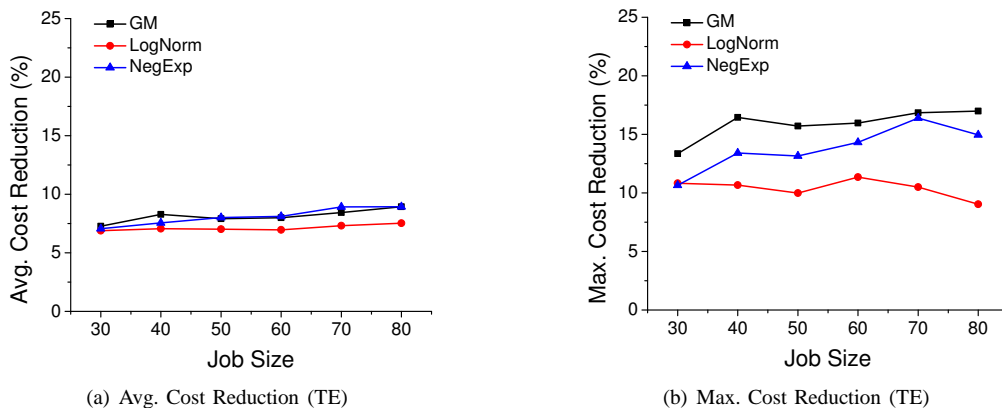 25
20
15
10
5
0
Avg. Cost Reduction (%)
GM
LogNorm
NegExp
30 40 50 60 70 80
Job Size
(a) Avg. Cost Reduction (TE)
25
20
15
10
5
0
Max. Cost Reduction (%)
GM
LogNorm
NegExp
30 40 50 60 70 80
Job Size
(b) Max. Cost Reduction (TE)